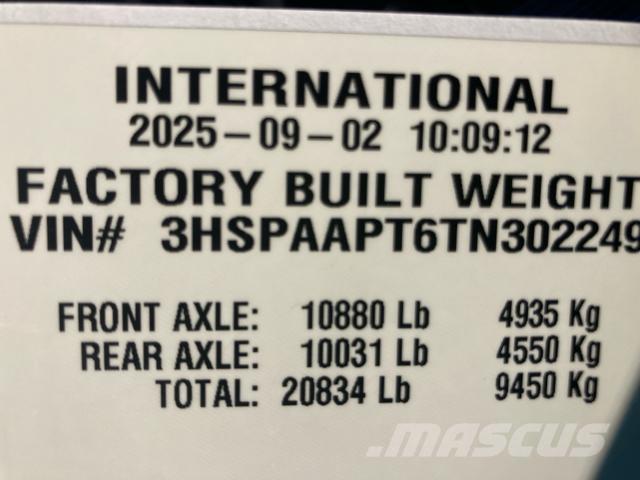 INTERNATIONAL
2025-09-02 10:09:12
FACTORY BUILT WEIGHT
VIN# 3HSPAAPT6TN302249
FRONT AXLE: 10880 Lb 4935 Kg
REAR AXLE: 10031 Lb 4550 Kg
TOTAL: 20834 Lb 9450 Kg
MASCUS